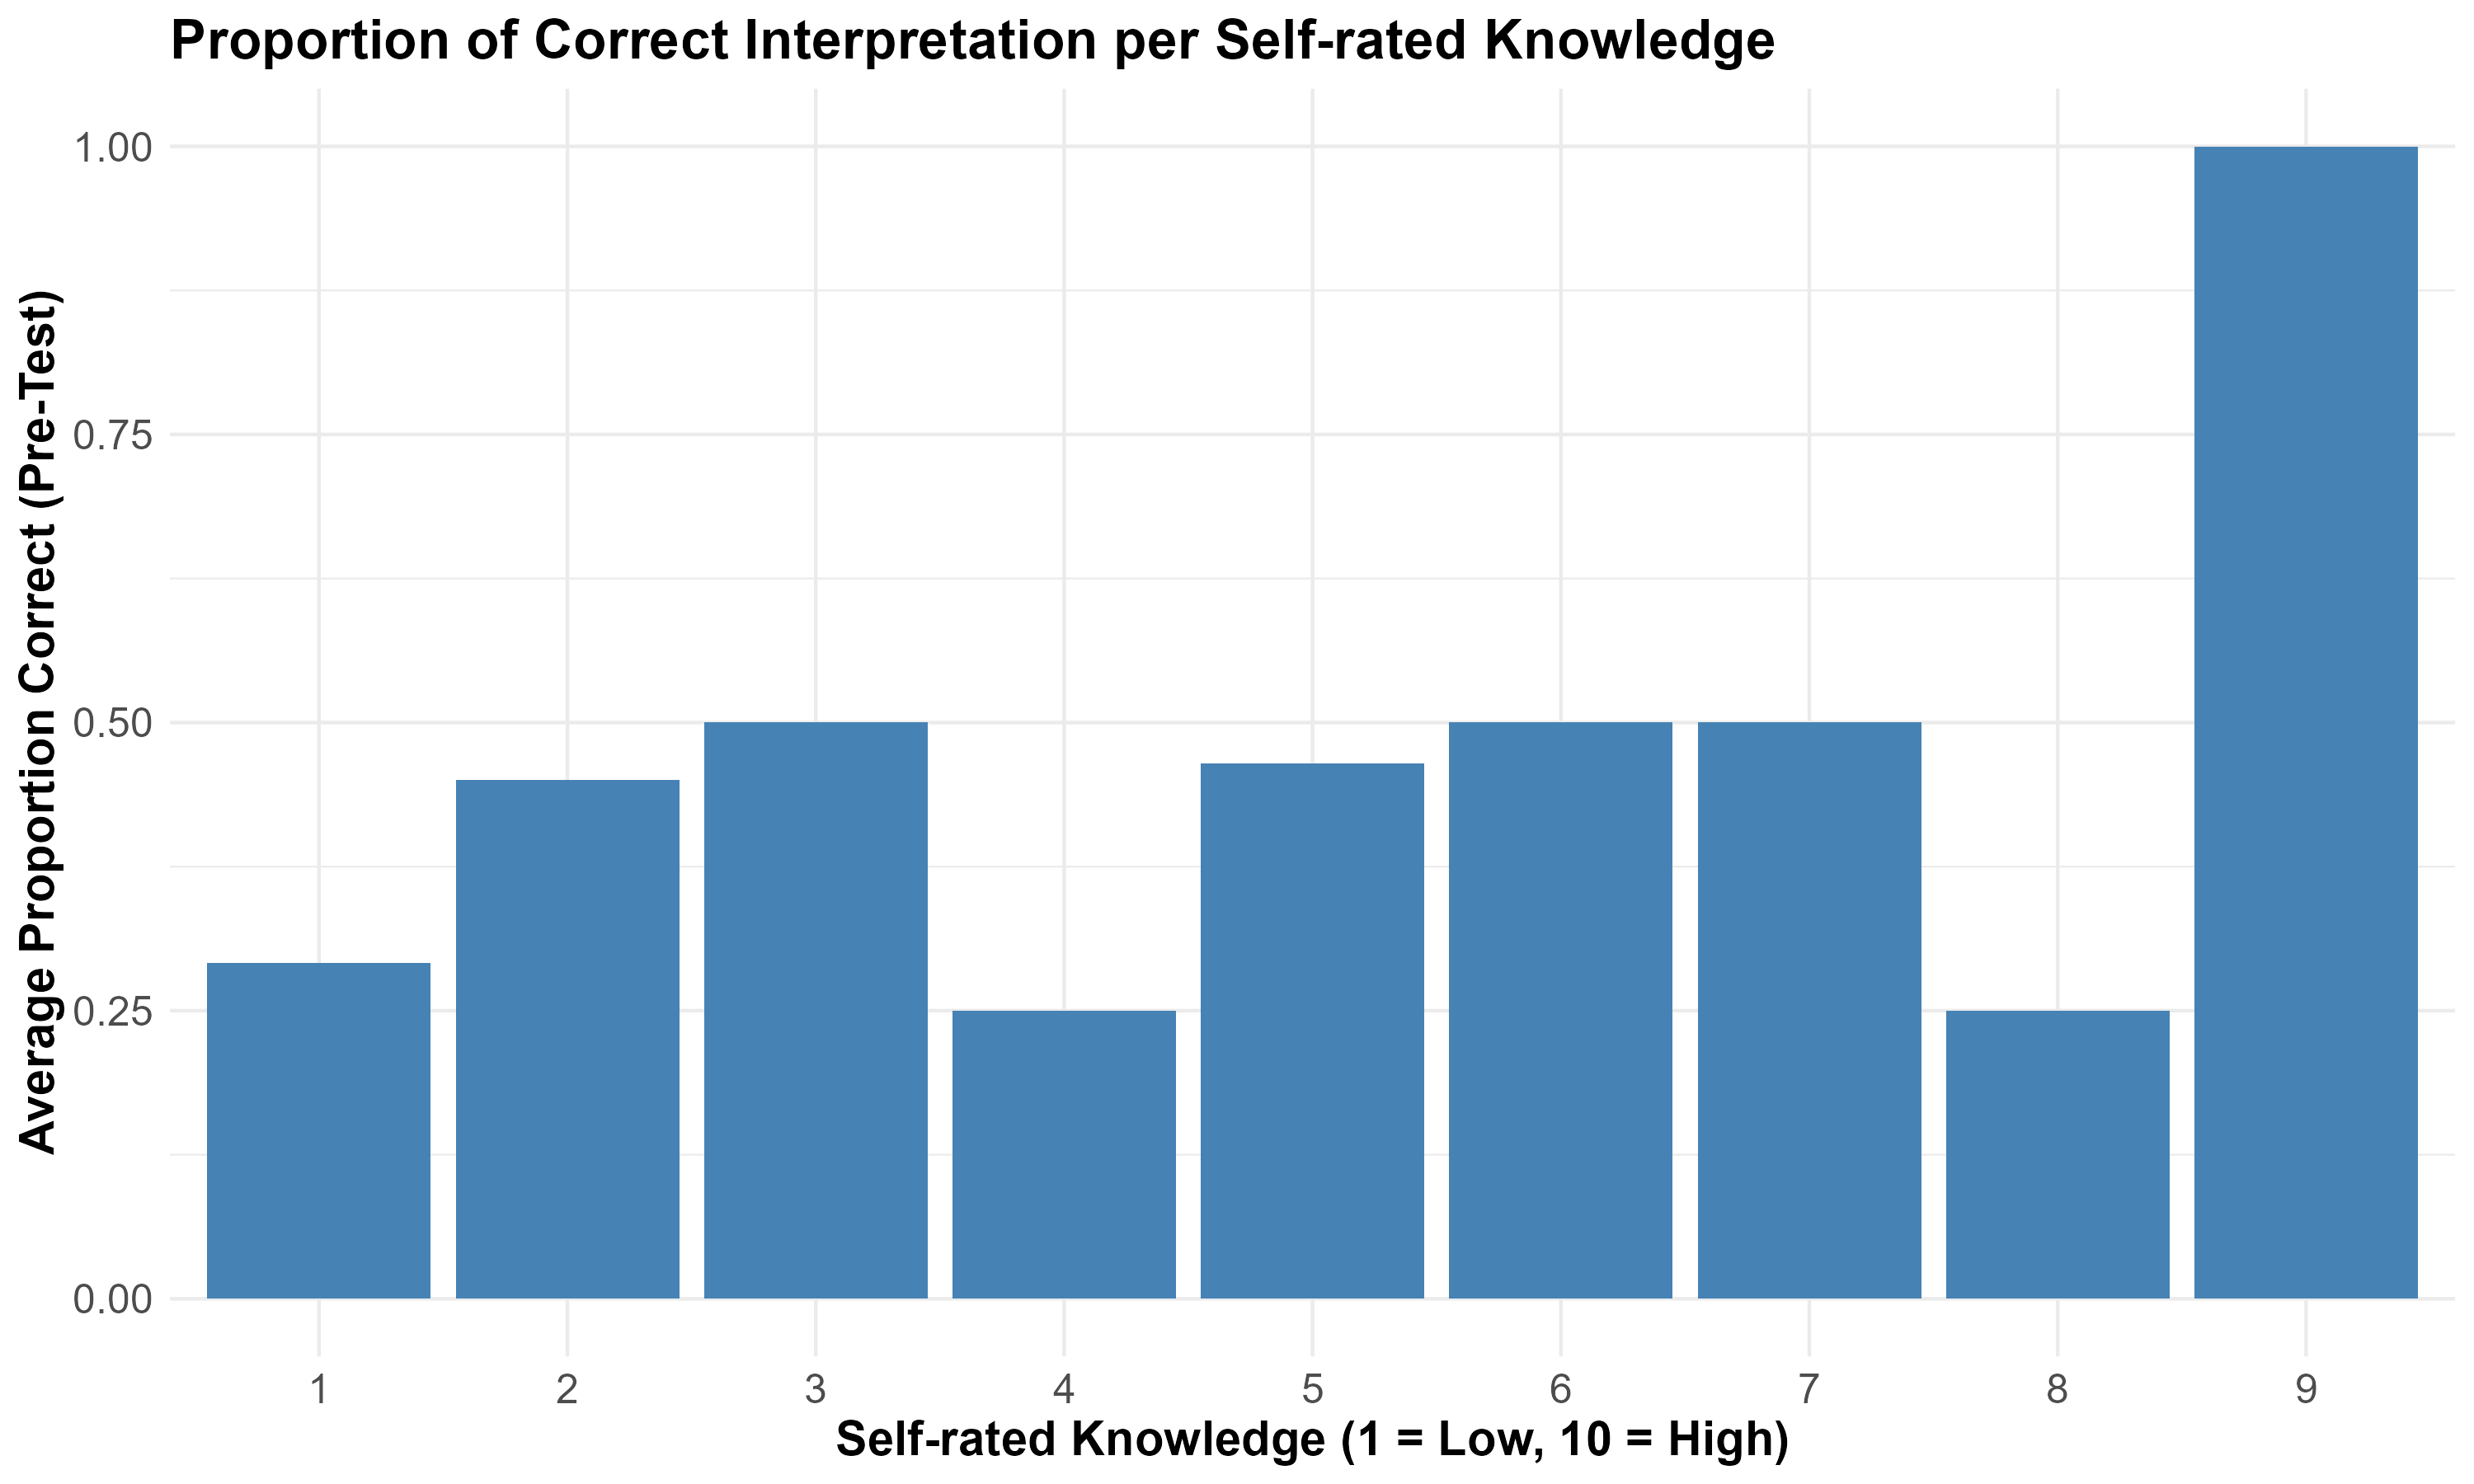 Proportion of Correct Interpretation per Self-rated Knowledge
Average Proportion Correct (Pre-Test)
1.00
0.75
0.50
0.25
0.00
1 2 3 4 5 6 7 8 9
Self-rated Knowledge (1 = Low, 10 = High)